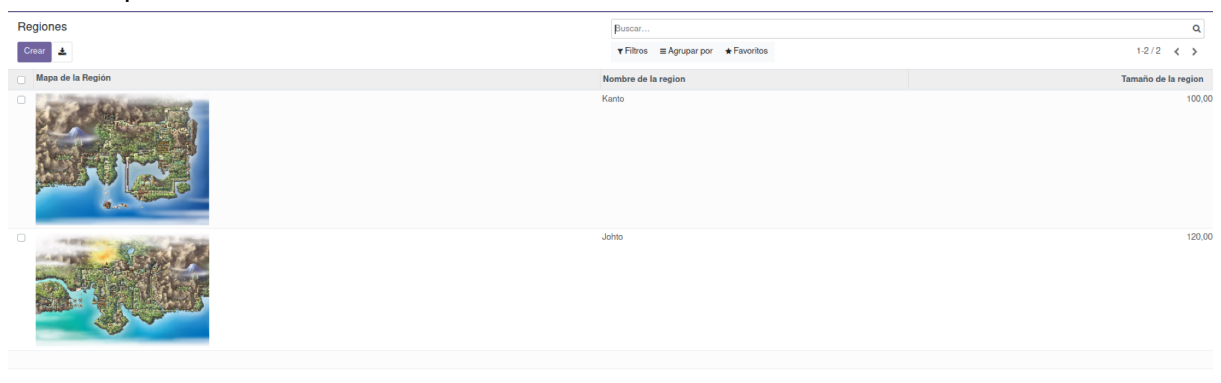 Regiones
Buscar...
Crear
Filtros Agrupar por Favoritos 1-2 / 2
Mapa de la Región Nombre de la region Tamaño de la region
Kanto 100,00
Johto 120,00